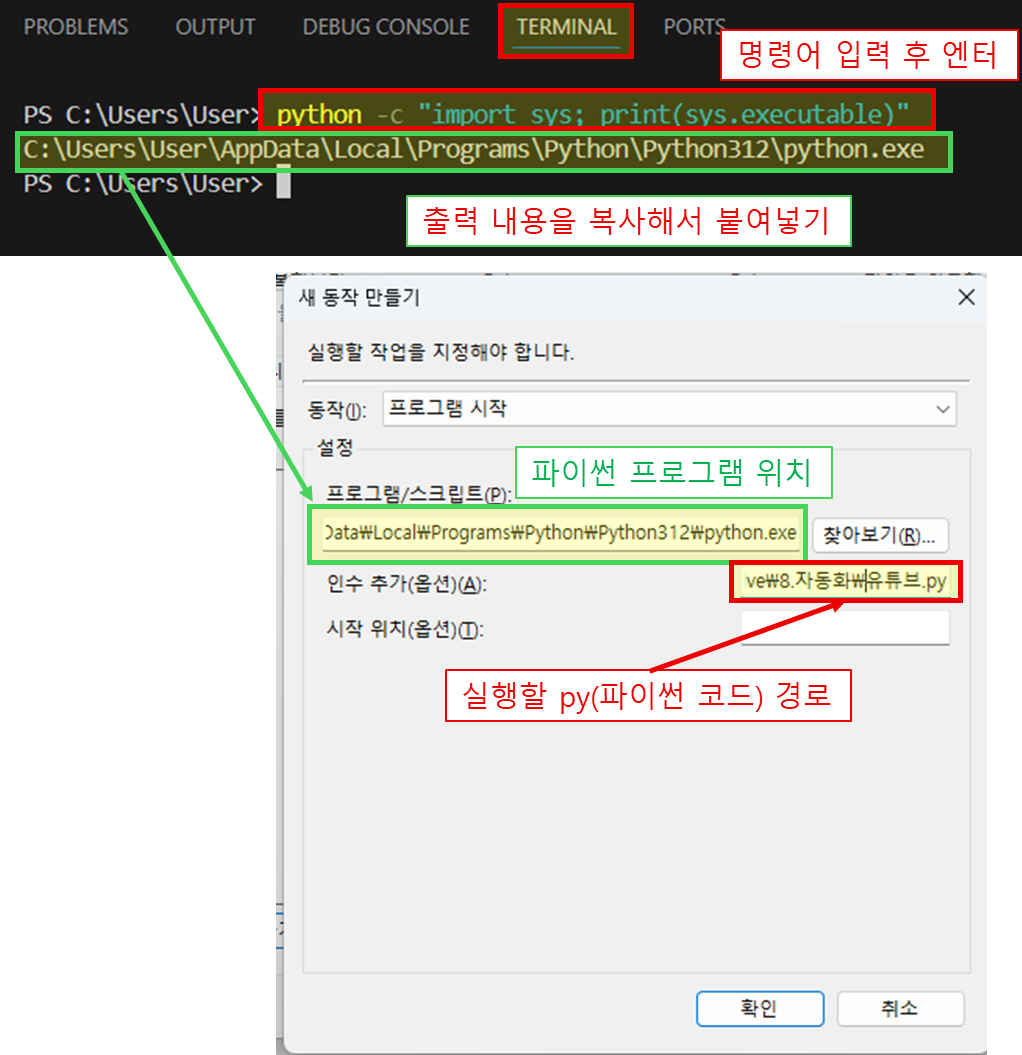 PROBLEMS OUTPUT DEBUG CONSOLE TERMINAL PORTS
명령어 입력 후 엔터
PS C:\Users\User> python -c "import sys; print(sys.executable)"
C:\Users\User\AppData\Local\Programs\Python\Python312\python.exe
PS C:\Users\User>
출력 내용을 복사해서 붙여넣기
새 동작 만들기
실행할 작업을 지정해야 합니다.
동작(I): 프로그램 시작
설정
파이썬 프로그램 위치
프로그램/스크립트(P):
Data₩Local₩Programs₩Python₩Python312₩python.exe 찾아보기(R)...
인수 추가(옵션)(A): ve₩8.자동화₩유튜브.py
시작 위치(옵션)(T):
실행할 py(파이썬 코드) 경로
확인 취소